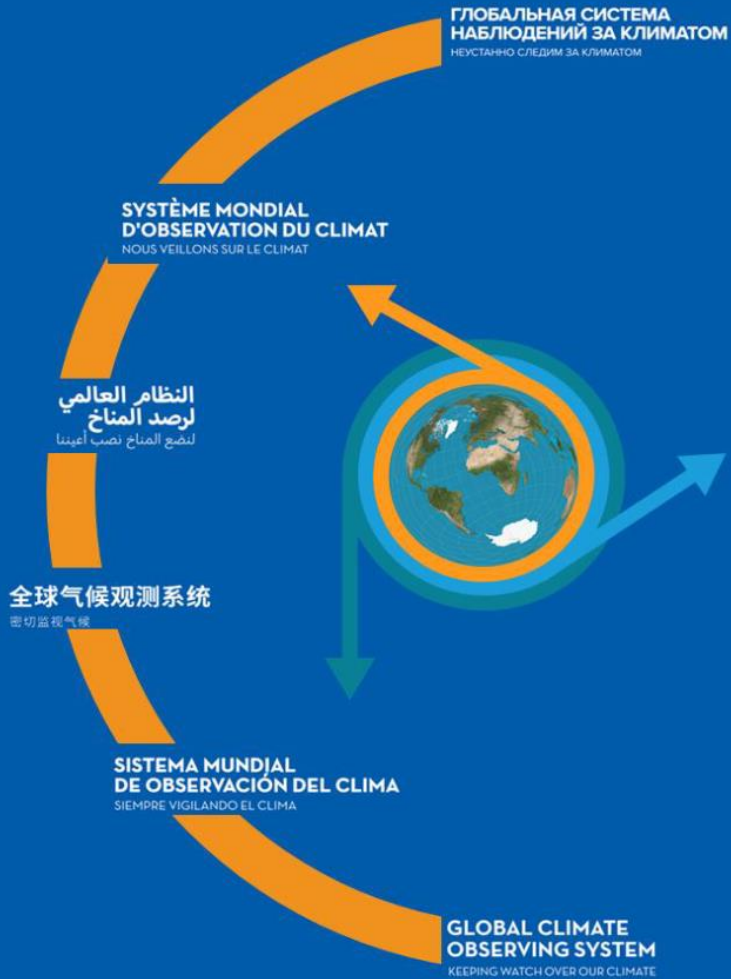 ГЛОБАЛЬНАЯ СИСТЕМА
НАБЛЮДЕНИЙ ЗА КЛИМАТОМ
НЕУСТАННО СЛЕДИМ ЗА КЛИМАТОМ
SYSTÈME MONDIAL
D'OBSERVATION DU CLIMAT
NOUS VEILLONS SUR LE CLIMAT
النظام العالمي
لرصد المناخ
لنضع المناخ نصب أعيننا
全球气候观测系统
密切监视气候
SISTEMA MUNDIAL
DE OBSERVACIÓN DEL CLIMA
SIEMPRE VIGILANDO EL CLIMA
GLOBAL CLIMATE
OBSERVING SYSTEM
KEEPING WATCH OVER OUR CLIMATE